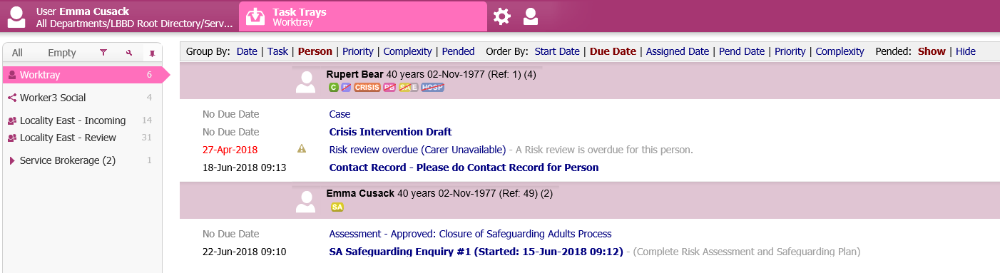 User Emma Cusack
All Departments/LBBD Root Directory/Serv...
Task Trays
Worktray
All Empty
Worktray 6
Worker3 Social 4
Locality East - Incoming 14
Locality East - Review 31
Service Brokerage (2) 1
Group By: Date | Task | Person | Priority | Complexity | Pended Order By: Start Date | Due Date | Assigned Date | Pend Date | Priority | Complexity Pended: Show | Hide
Rupert Bear 40 years 02-Nov-1977 (Ref: 1) (4)
C P CRISIS PB SA E HOSP
No Due Date Case
No Due Date Crisis Intervention Draft
27-Apr-2018 Risk review overdue (Carer Unavailable) - A Risk review is overdue for this person.
18-Jun-2018 09:13 Contact Record - Please do Contact Record for Person
Emma Cusack 40 years 02-Nov-1977 (Ref: 49) (2)
SA
No Due Date Assessment - Approved: Closure of Safeguarding Adults Process
22-Jun-2018 09:10 SA Safeguarding Enquiry #1 (Started: 15-Jun-2018 09:12) - (Complete Risk Assessment and Safeguarding Plan)